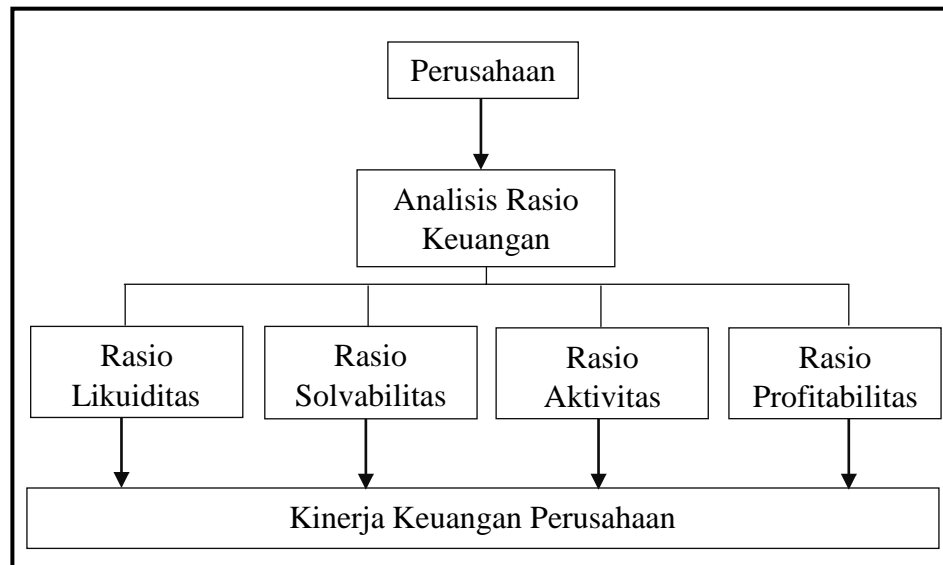 Perusahaan
Analisis Rasio
Keuangan
Rasio
Likuiditas
Rasio
Solvabilitas
Rasio
Aktivitas
Rasio
Profitabilitas
Kinerja Keuangan Perusahaan